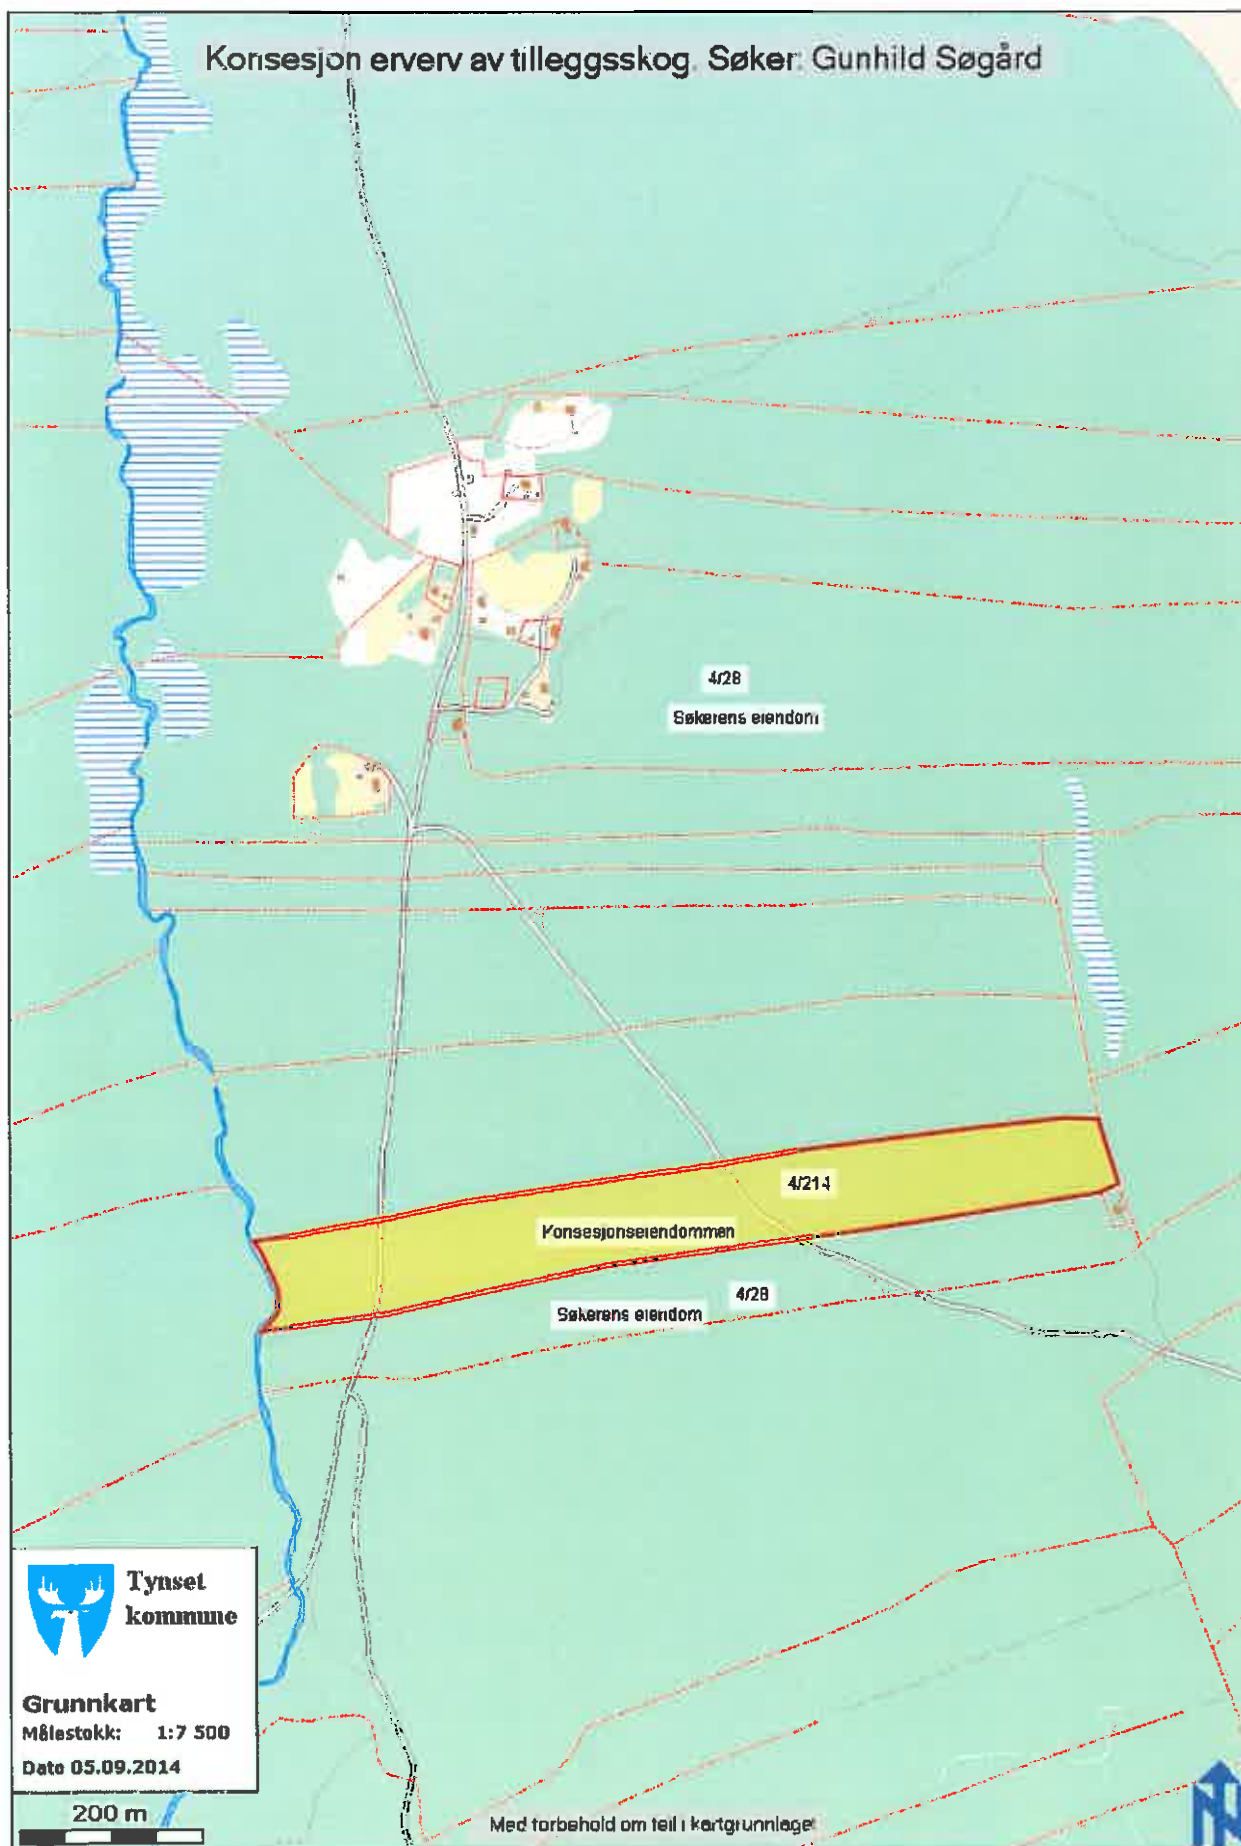 Konsesjon erverv av tilleggsskog. Søker: Gunhild Søgård
4/28
Søkerens eiendom
4/214
Konsesjonseiendommen
4/28
Søkerens eiendom
Tynset
kommune
Grunnkart
Målestokk: 1:7 500
Dato 05.09.2014
200 m
Med forbehold om feil i kartgrunnlaget
N